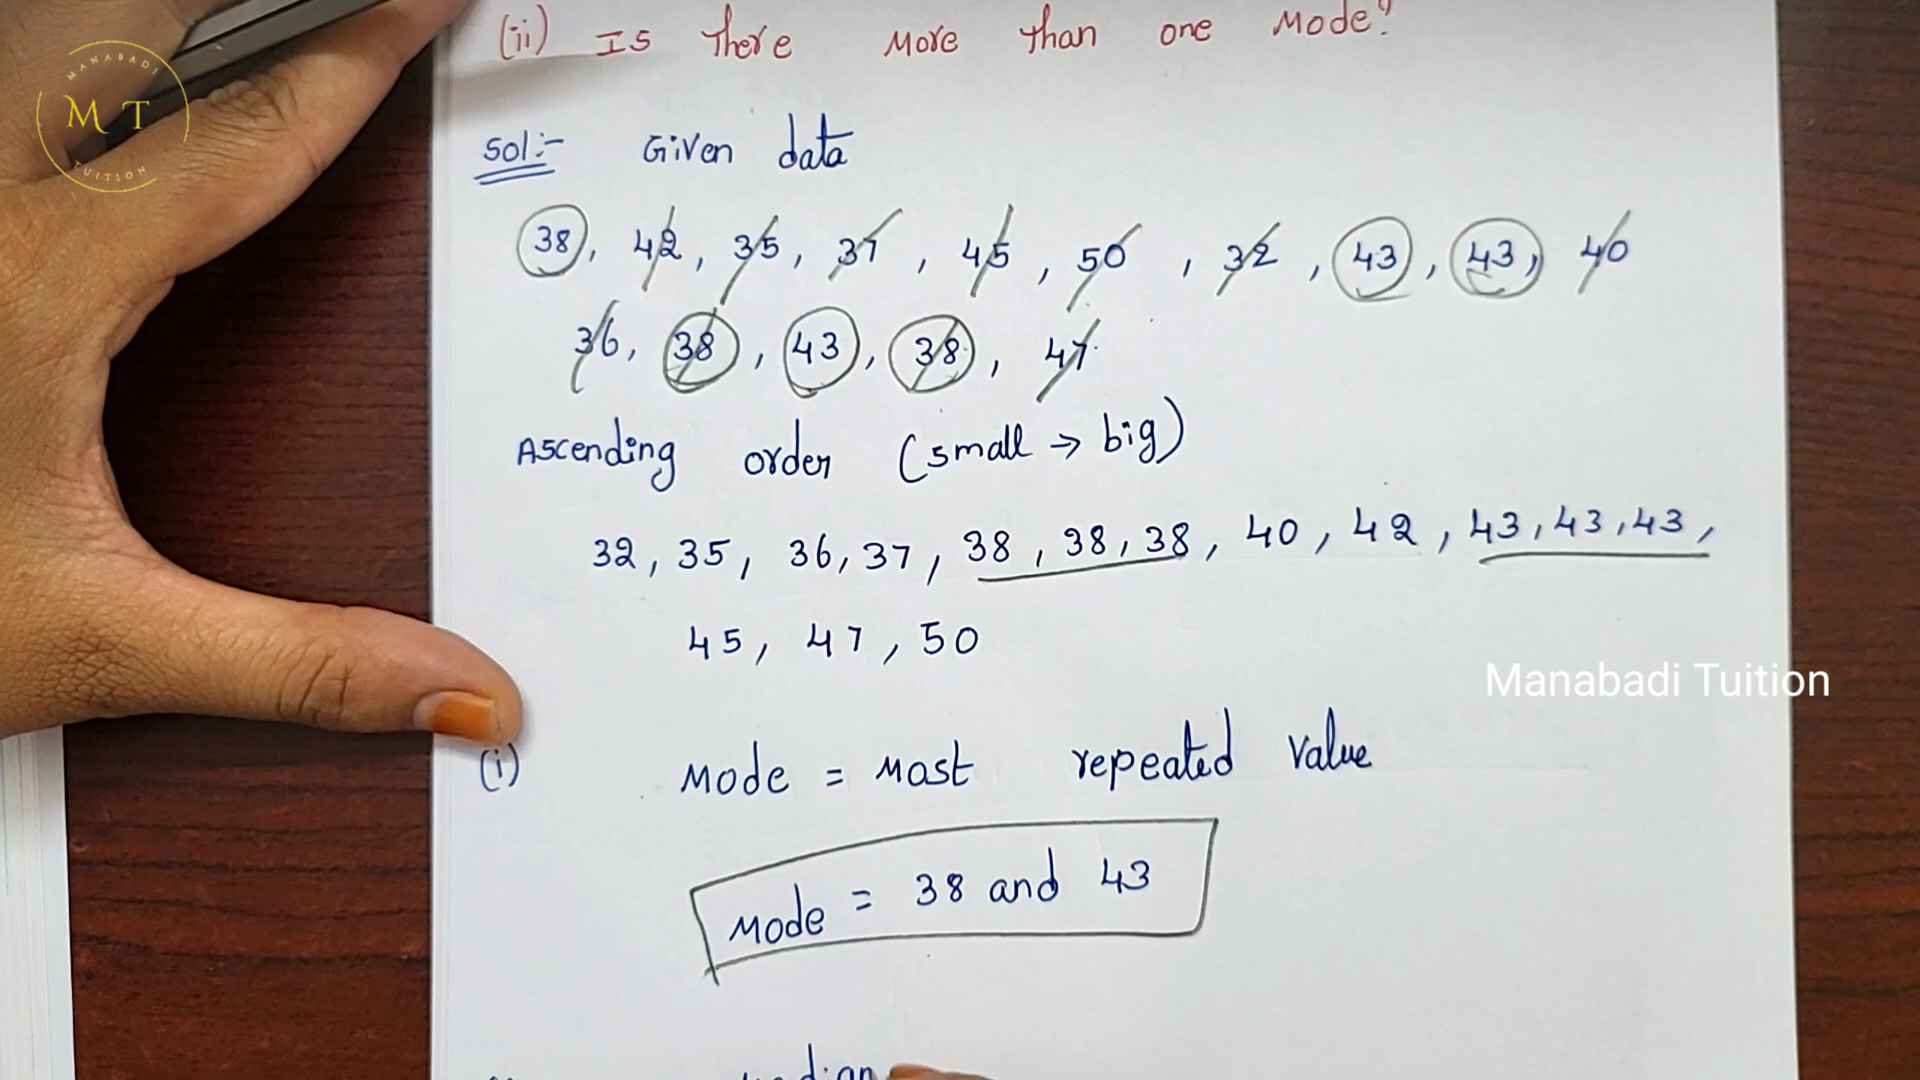 (ii) Is There More Than one Mode?
MANABADI
M T
TUITION
Sol:- Given data
38, 42, 35, 37, 45, 50, 32, 43, 43, 40
36, 38, 43, 38, 47
Ascending order (small → big)
32, 35, 36, 37, 38, 38, 38, 40, 42, 43, 43, 43,
45, 47, 50
Manabadi Tuition
(i) Mode = Most repeated Value
Mode = 38 and 43